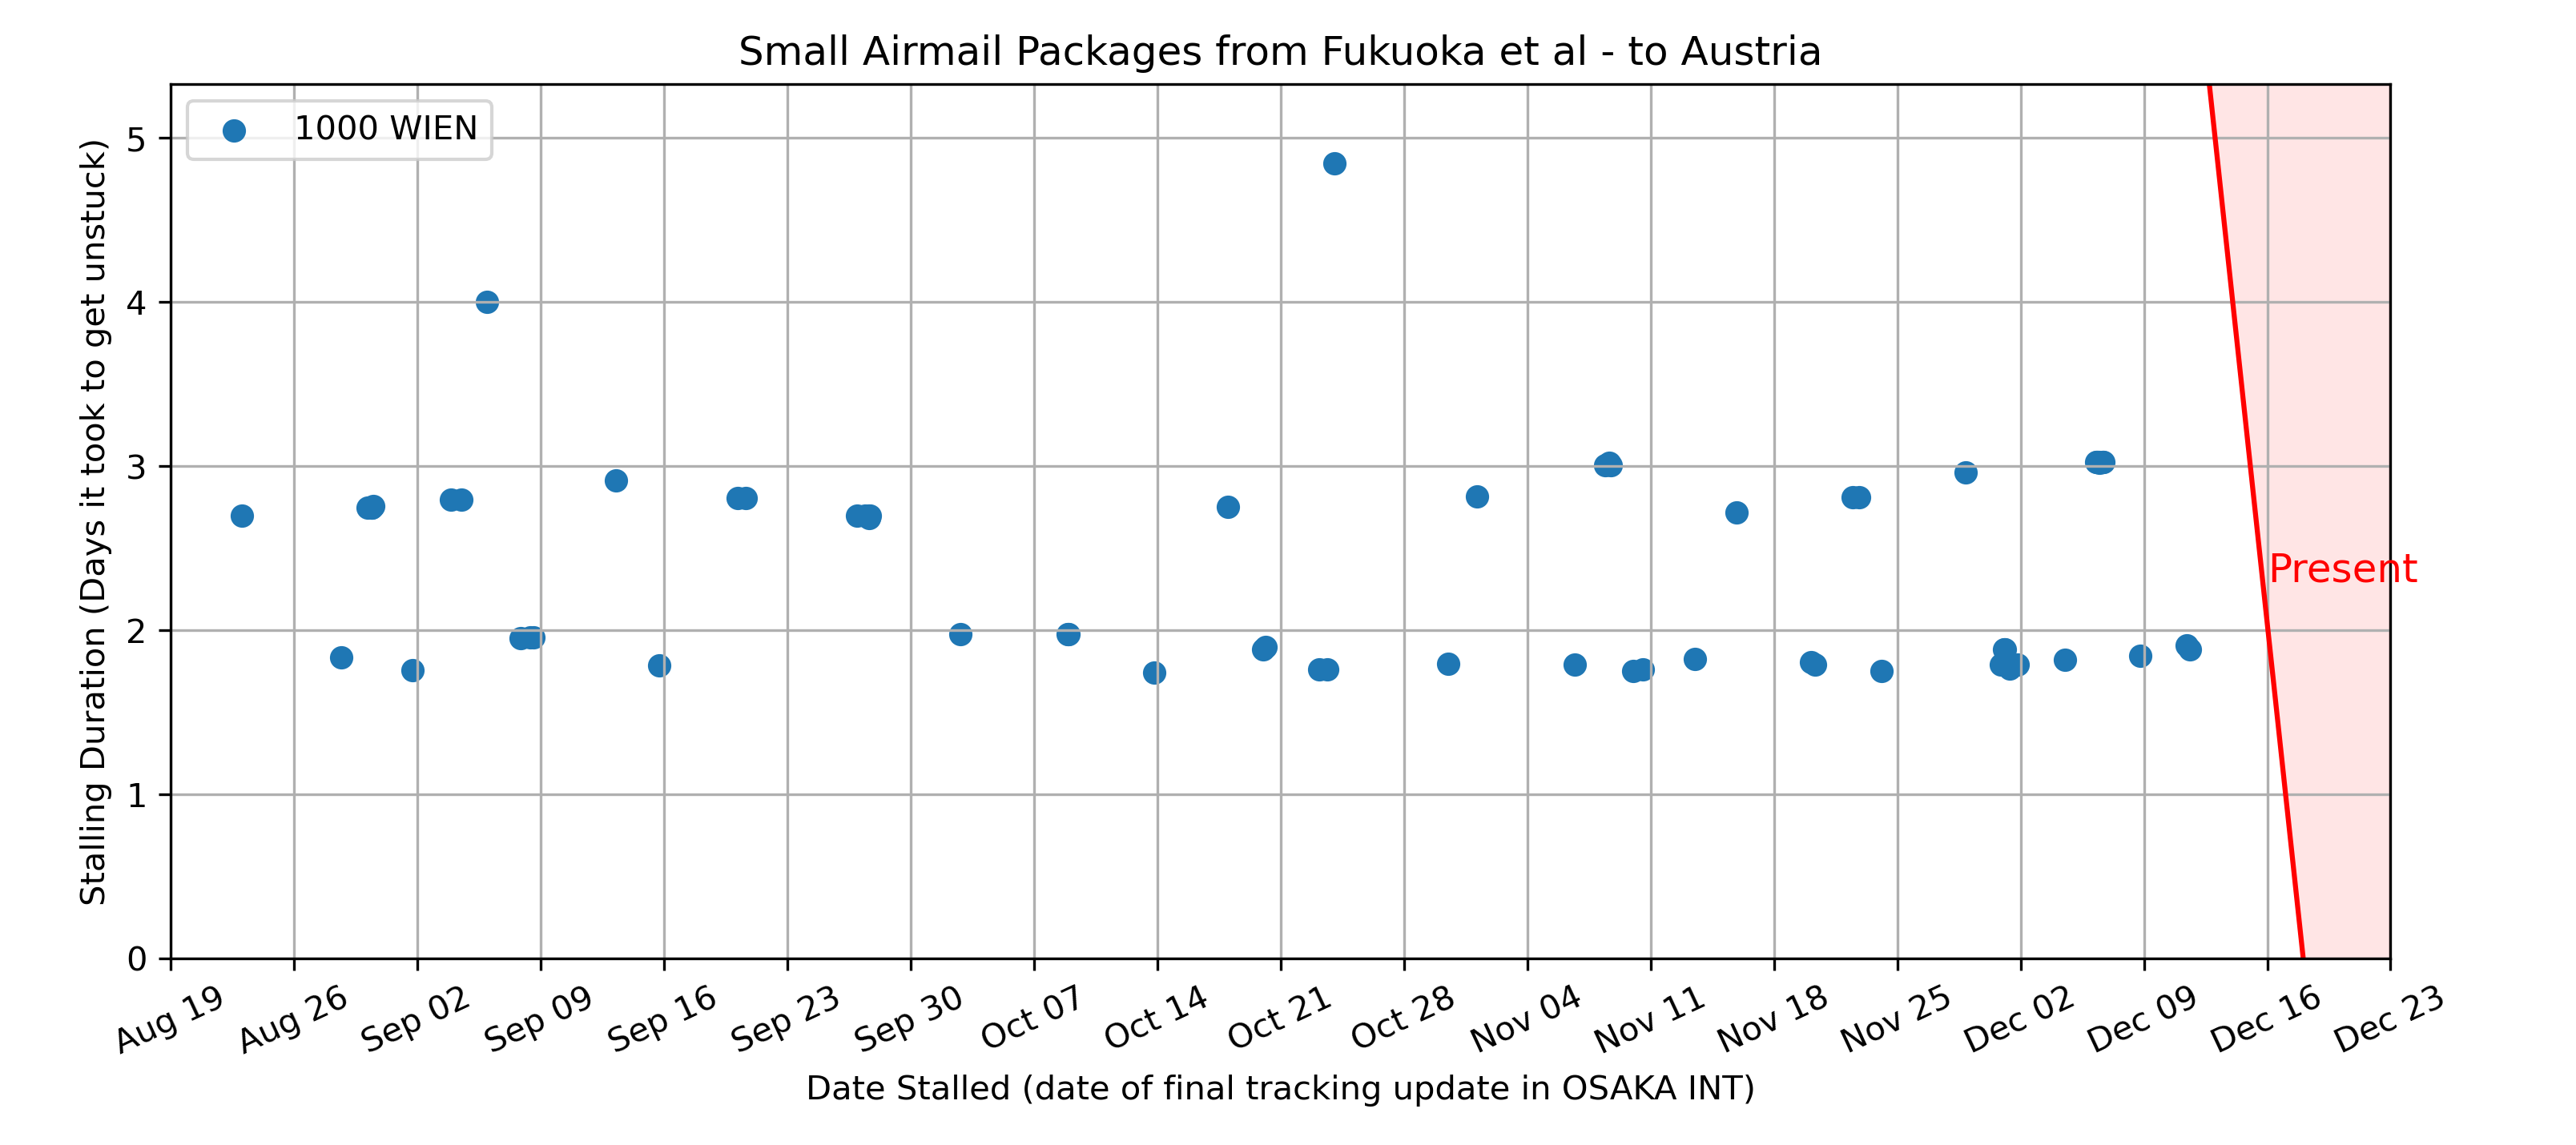 Small Airmail Packages from Fukuoka et al - to Austria
1000 WIEN
Stalling Duration (Days it took to get unstuck)
5
4
3
2
1
0
Present
Aug 19
Aug 26
Sep 02
Sep 09
Sep 16
Sep 23
Sep 30
Oct 07
Oct 14
Oct 21
Oct 28
Nov 04
Nov 11
Nov 18
Nov 25
Dec 02
Dec 09
Dec 16
Dec 23
Date Stalled (date of final tracking update in OSAKA INT)